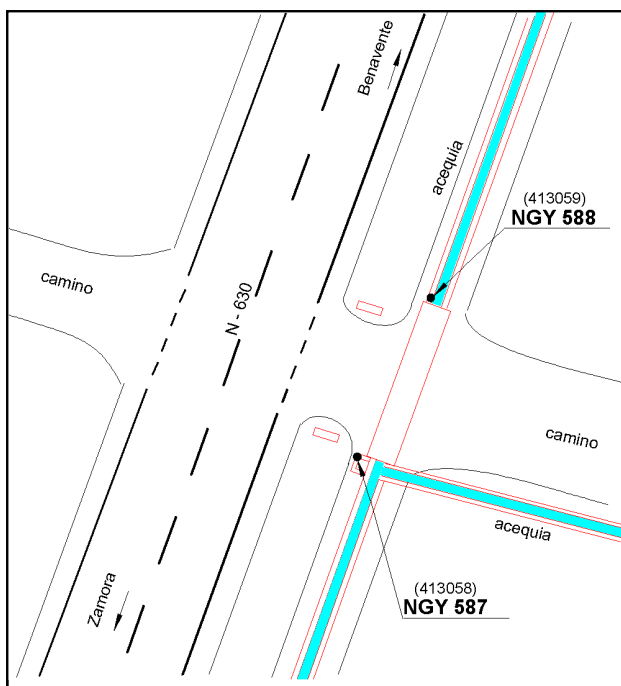 Benavente
acequia
(413059)
NGY 588
camino
N - 630
camino
acequia
(413058)
NGY 587
Zamora